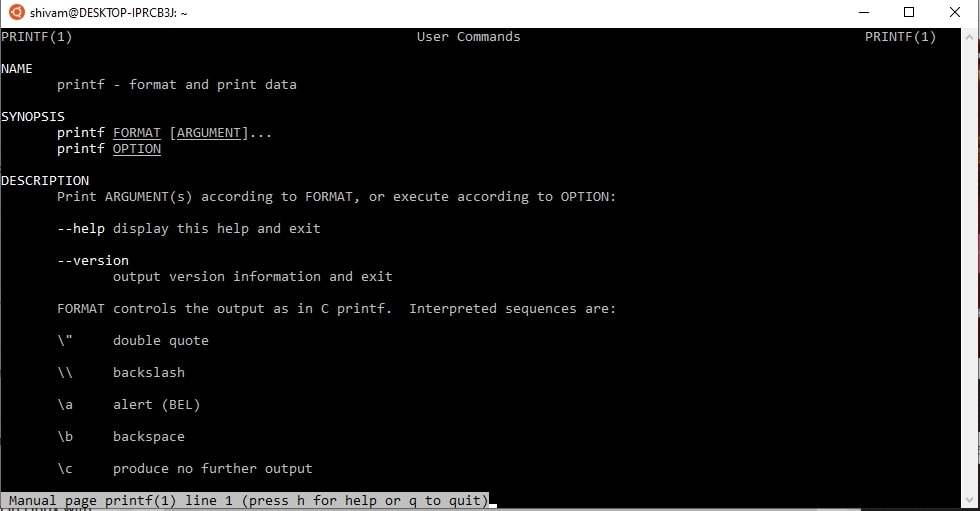 shivam@DESKTOP-IPRCB3J: ~
PRINTF(1) User Commands PRINTF(1)
NAME
printf - format and print data
SYNOPSIS
printf FORMAT [ARGUMENT]...
printf OPTION
DESCRIPTION
Print ARGUMENT(s) according to FORMAT, or execute according to OPTION:
--help display this help and exit
--version
output version information and exit
FORMAT controls the output as in C printf.  Interpreted sequences are:
\" double quote
\\ backslash
\a alert (BEL)
\b backspace
\c produce no further output
Manual page printf(1) line 1 (press h for help or q to quit)